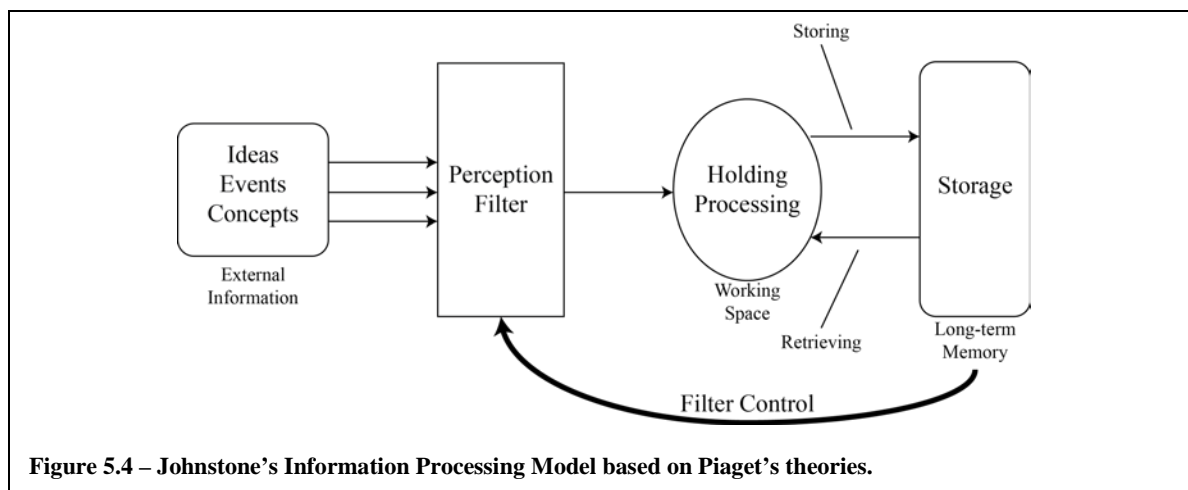 Storing
Ideas
Events
Concepts
External
Information
Perception
Filter
Holding
Processing
Working
Space
Storage
Retrieving
Long-term
Memory
Filter Control
Figure 5.4 – Johnstone’s Information Processing Model based on Piaget’s theories.